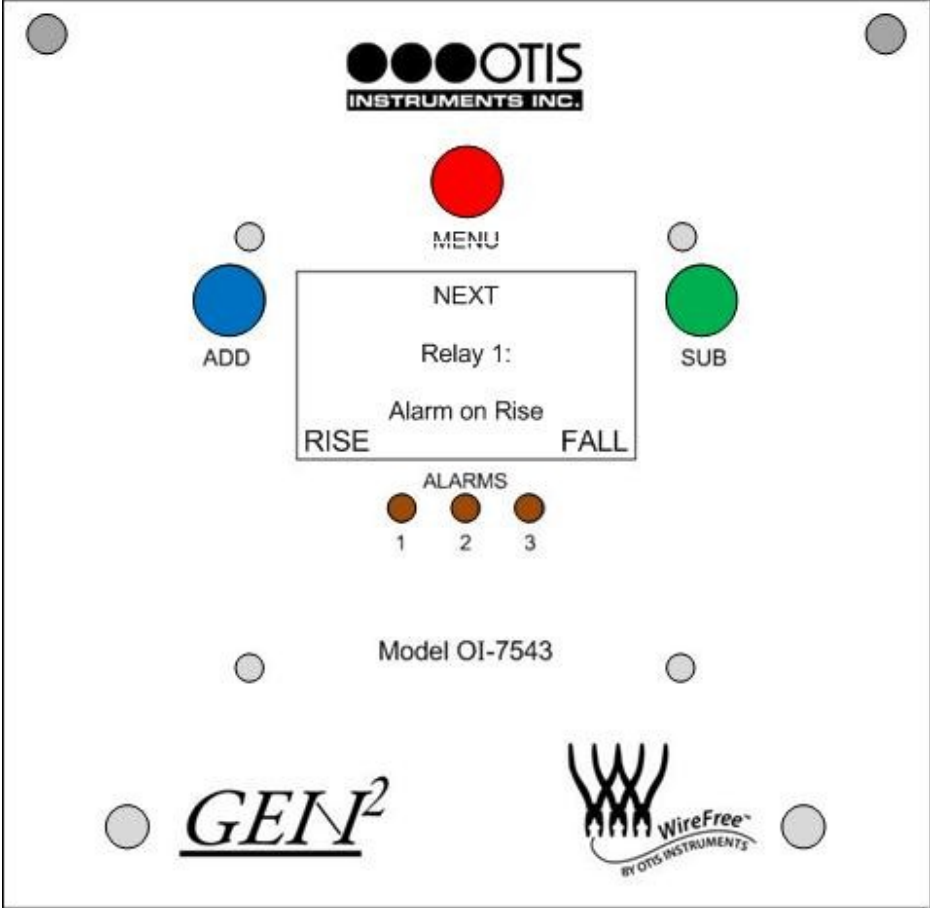 OTIS
INSTRUMENTS INC.
MENU
ADD
SUB
NEXT
Relay 1:
Alarm on Rise
RISE FALL
ALARMS
1 2 3
Model OI-7543
GEN²
WireFree™
BY OTIS INSTRUMENTS